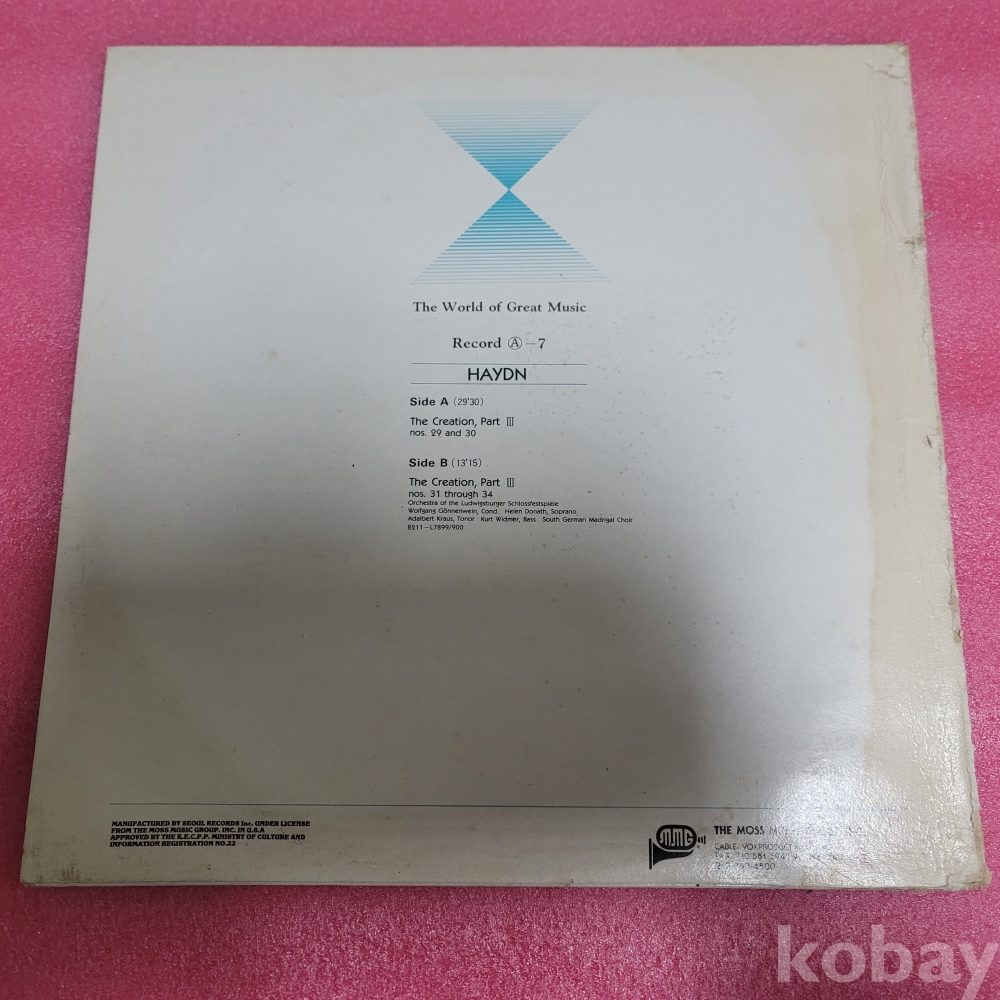 The World of Great Music
Record Ⓐ-7
HAYDN
Side A (29'30)
The Creation, Part Ⅲ
nos. 29 and 30
Side B (13'15)
The Creation, Part Ⅲ
nos. 31 through 34
Orchestra of the Ludwigsburger Schlossfestspiele
Wolfgang Gönnenwein, Cond. Helen Donath, Soprano
Adalbert Kraus, Tonor Kurt Widmer, Bass South German Madrigal Choir
8211-L7899/900
MANUFACTURED BY SEOUL RECORDS Inc. UNDER LICENSE
FROM THE MOSS MUSIC GROUP. INC. IN U.S.A
APPROVED BY THE K.E.C.P.P. MINISTRY OF CULTURE AND
INFORMATION REGISTRATION NO.22
MMG®
THE MOSS
CABLE
kobay